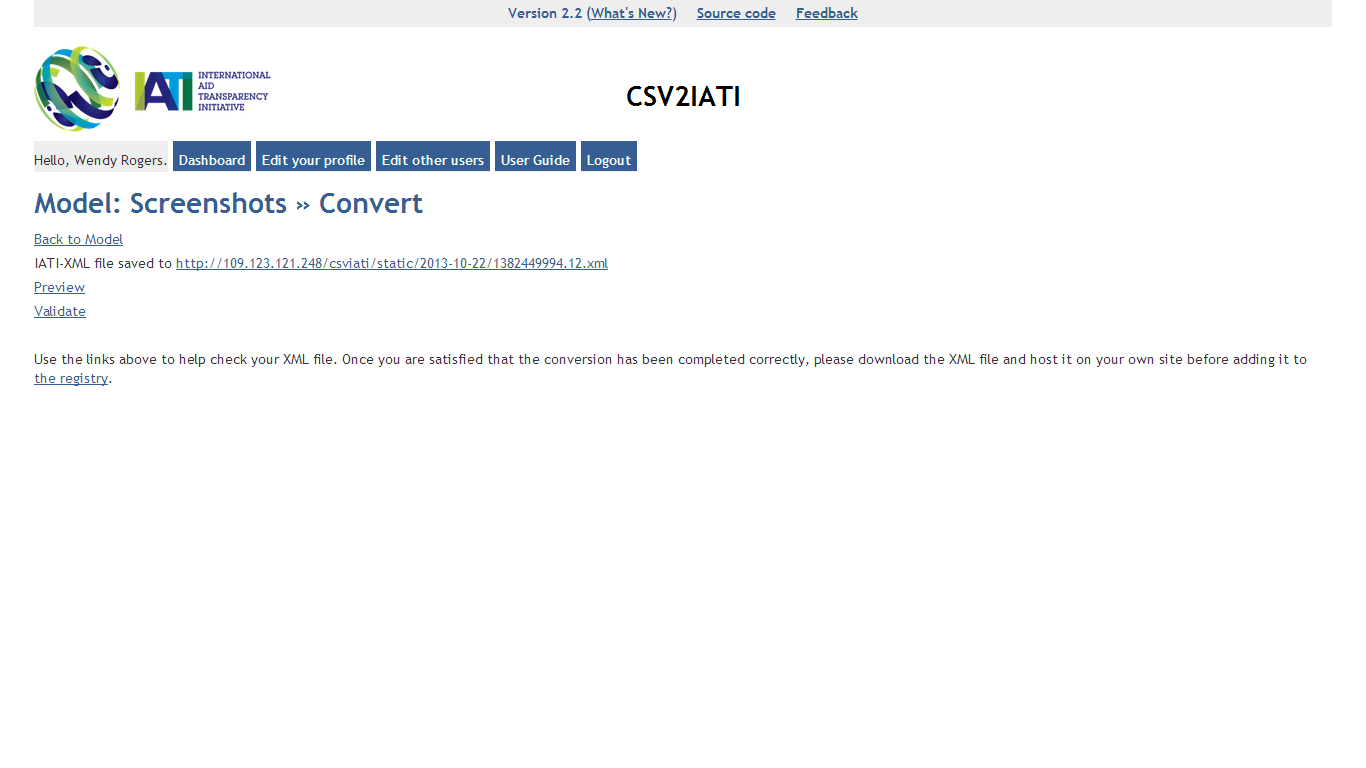 Version 2.2 (What's New?) Source code Feedback
IATI
INTERNATIONAL
AID
TRANSPARENCY
INITIATIVE
CSV2IATI
Hello, Wendy Rogers. Dashboard Edit your profile Edit other users User Guide Logout
Model: Screenshots » Convert
Back to Model
IATI-XML file saved to http://109.123.121.248/csviati/static/2013-10-22/1382449994.12.xml
Preview
Validate
Use the links above to help check your XML file. Once you are satisfied that the conversion has been completed correctly, please download the XML file and host it on your own site before adding it to
the registry.